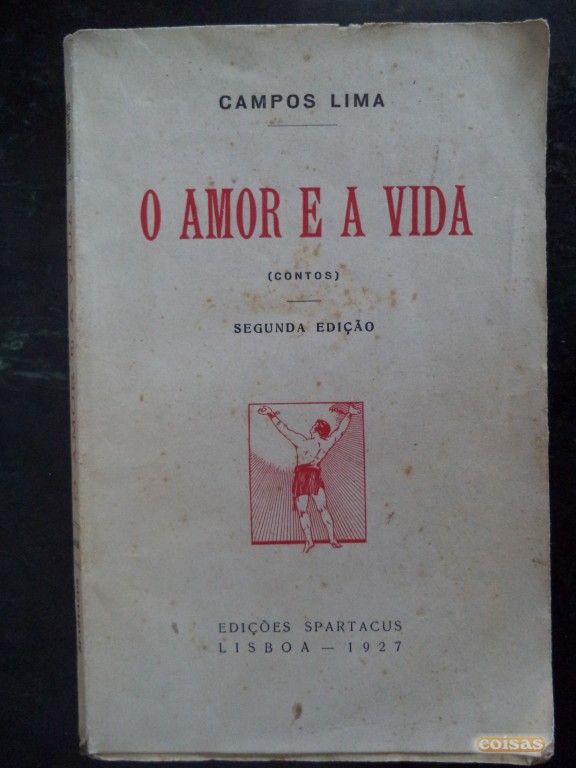 CAMPOS LIMA
O AMOR E A VIDA
(CONTOS)
SEGUNDA EDIÇÃO
EDIÇÕES SPARTACUS
LISBOA — 1927
coisas